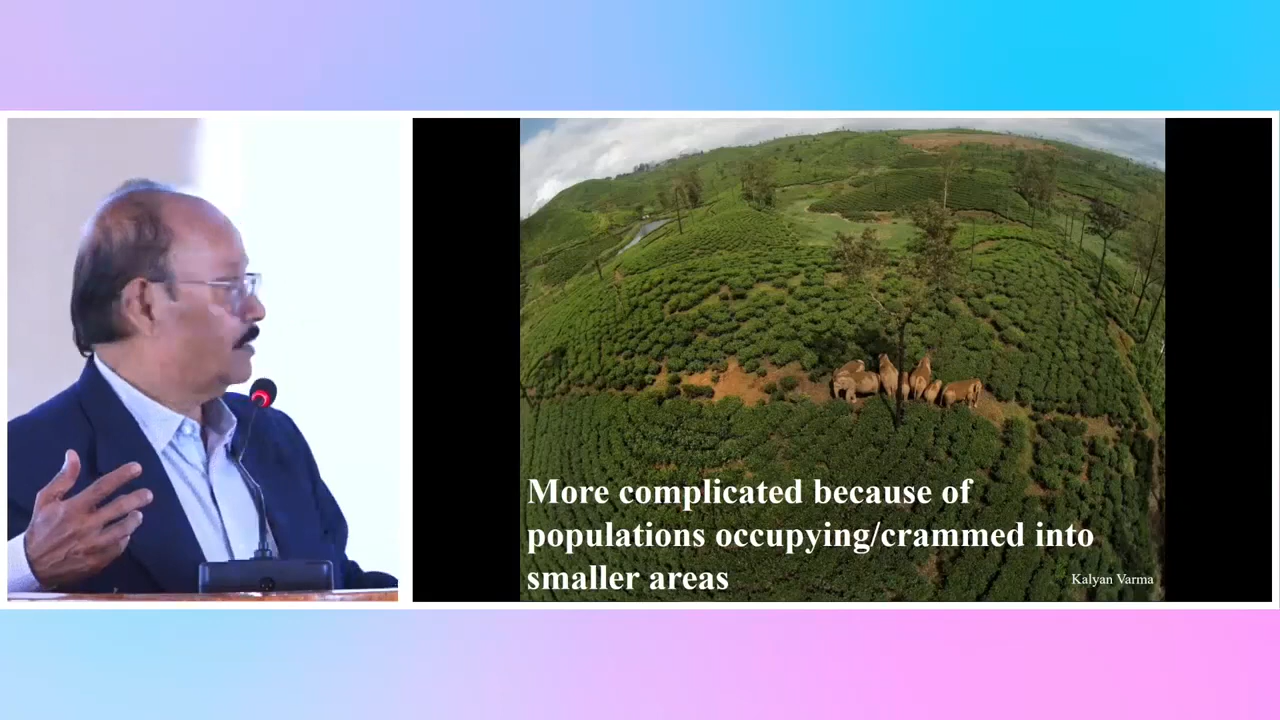 More complicated because of
populations occupying/crammed into
smaller areas
Kalyan Varma